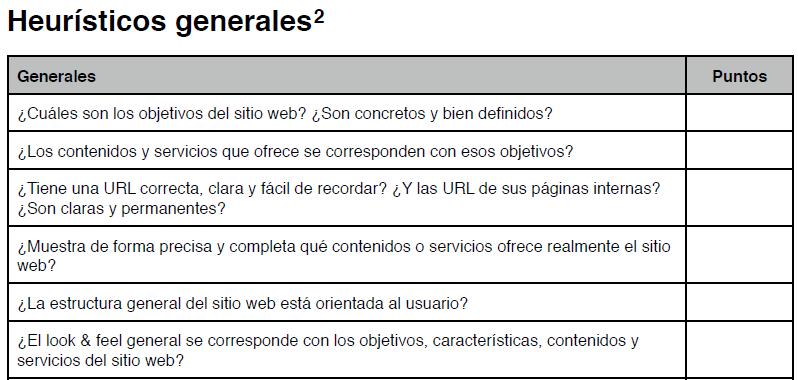 Heurísticos generales²
Generales
Puntos
¿Cuáles son los objetivos del sitio web? ¿Son concretos y bien definidos?
¿Los contenidos y servicios que ofrece se corresponden con esos objetivos?
¿Tiene una URL correcta, clara y fácil de recordar? ¿Y las URL de sus páginas internas?
¿Son claras y permanentes?
¿Muestra de forma precisa y completa qué contenidos o servicios ofrece realmente el sitio
web?
¿La estructura general del sitio web está orientada al usuario?
¿El look & feel general se corresponde con los objetivos, características, contenidos y
servicios del sitio web?